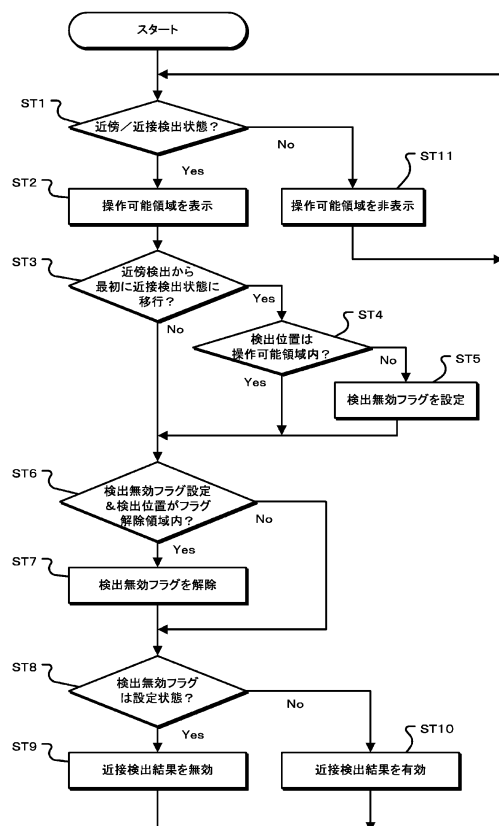 スタート
ST1
近傍／近接検出状態？
No
Yes
ST11
ST2
操作可能領域を表示
操作可能領域を非表示
ST3
近傍検出から
最初に近接検出状態に
移行？
Yes
No
ST4
検出位置は
操作可能領域内？
No
Yes
ST5
検出無効フラグを設定
ST6
検出無効フラグ設定
＆検出位置がフラグ
解除領域内？
No
Yes
ST7
検出無効フラグを解除
ST8
検出無効フラグ
は設定状態？
No
Yes
ST9
ST10
近接検出結果を無効
近接検出結果を有効